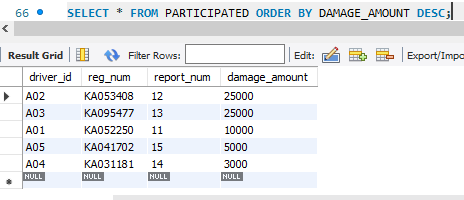 66 SELECT * FROM PARTICIPATED ORDER BY DAMAGE_AMOUNT DESC;
Result Grid Filter Rows: Edit: Export/Impo
driver_id reg_num report_num damage_amount
A02 KA053408 12 25000
A03 KA095477 13 25000
A01 KA052250 11 10000
A05 KA041702 15 5000
A04 KA031181 14 3000
NULL NULL NULL NULL